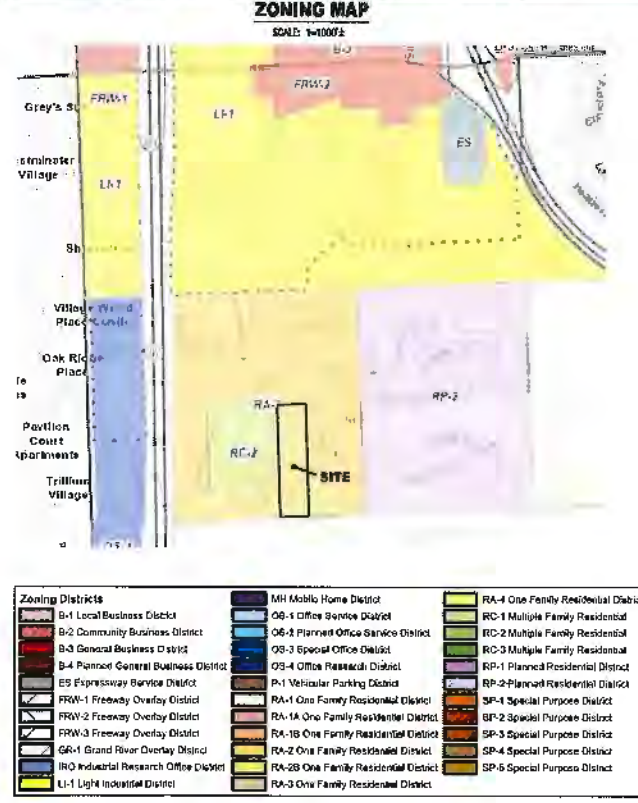 ZONING MAP
SCALE: 1=1000'±
B-3
FRW-1
FRW-2
Grey's
LI-1
ES
Village
LI-1
Village Wood
Place Condo
Oak Ridge
Place
RP-2
RA-
Pavilion
Court
Apartments
RC-2
SITE
Trillium
Village
OS-4
Zoning Districts
B-1 Local Business District
B-2 Community Business District
B-3 General Business District
B-4 Planned General Business District
ES Expressway Service District
FRW-1 Freeway Overlay District
FRW-2 Freeway Overlay District
FRW-3 Freeway Overlay District
GR-1 Grand River Overlay District
IRO Industrial Research Office District
LI-1 Light Industrial District
MH Mobile Home District
OS-1 Office Service District
OS-2 Planned Office Service District
OS-3 Special Office District
OS-4 Office Research District
P-1 Vehicular Parking District
RA-1 One Family Residential District
RA-1A One Family Residential District
RA-1B One Family Residential District
RA-2 One Family Residential District
RA-2B One Family Residential District
RA-3 One Family Residential District
RA-4 One Family Residential Distric
RC-1 Multiple Family Residential
RC-2 Multiple Family Residential
RC-3 Multiple Family Residential
RP-1 Planned Residential District
RP-2 Planned Residential District
SP-1 Special Purpose District
SP-2 Special Purpose District
SP-3 Special Purpose District
SP-4 Special Purpose District
SP-5 Special Purpose District